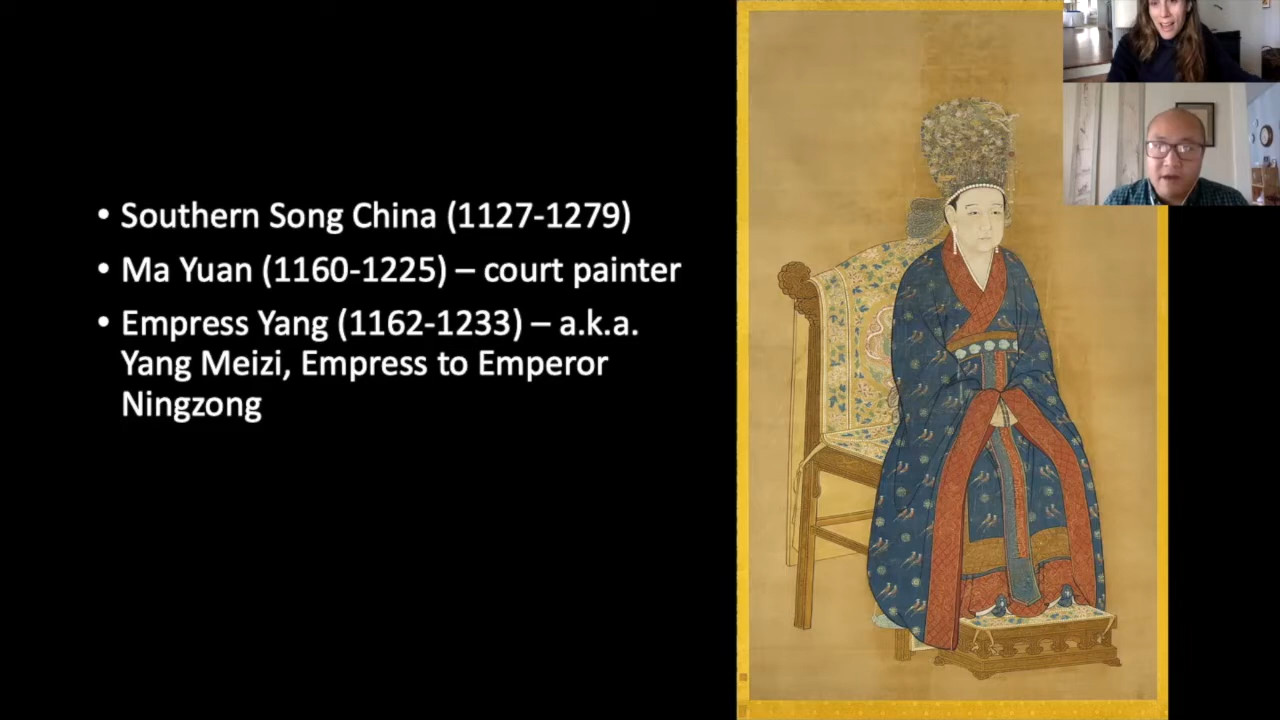 • Southern Song China (1127-1279)
• Ma Yuan (1160-1225) – court painter
• Empress Yang (1162-1233) – a.k.a.
Yang Meizi, Empress to Emperor
Ningzong